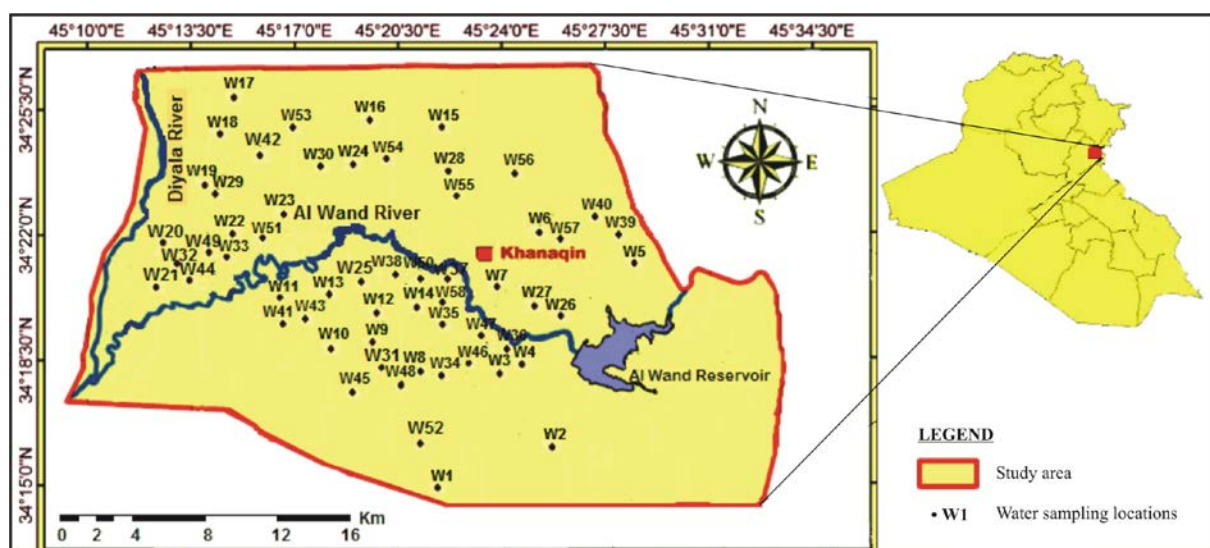 45°10'0"E 45°13'30"E 45°17'0"E 45°20'30"E 45°24'0"E 45°27'30"E 45°31'0"E 45°34'30"E
34°25'30"N
34°22'0"N
34°18'30"N
34°15'0"N
Diyala River
W17
W16
W53
W15
W18
W42
W54
W24
W30
W28
W56
W19
W29
W55
W23
Al Wand River
W40
W6
W57
W39
W20
W22
W51
W49
W33
W32
Khanaqin
W5
W21
W44
W38
W50
W37
W7
W25
W11
W13
W14
W58
W27
W26
W41
W43
W12
W35
W10
W9
W47
W36
W31
W8
W46
W3
W4
W34
W48
W45
Al Wand Reservoir
W52
W2
W1
N
W E
S
0 2 4 8 12 16
Km
LEGEND
Study area
• W1 Water sampling locations